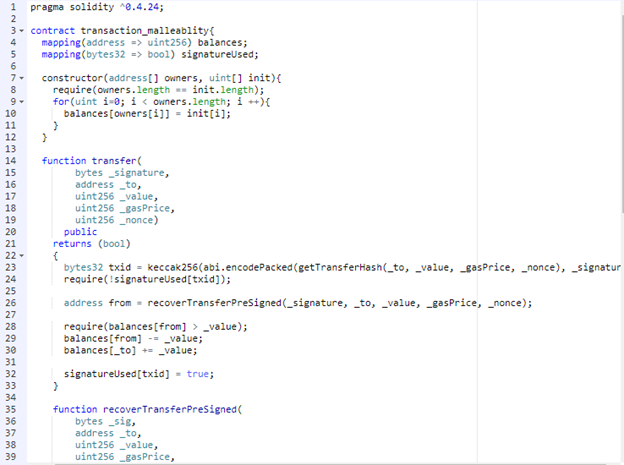 1 pragma solidity ^0.4.24;
2
3 contract transaction_malleablity{
4 mapping(address => uint256) balances;
5 mapping(bytes32 => bool) signatureUsed;
6
7 constructor(address[] owners, uint[] init){
8 require(owners.length == init.length);
9 for(uint i=0; i < owners.length; i ++){
10 balances[owners[i]] = init[i];
11 }
12 }
13
14 function transfer(
15 bytes _signature,
16 address _to,
17 uint256 _value,
18 uint256 _gasPrice,
19 uint256 _nonce)
20 public
21 returns (bool)
22 {
23 bytes32 txid = keccak256(abi.encodePacked(getTransferHash(_to, _value, _gasPrice, _nonce), _signatur
24 require(!signatureUsed[txid]);
25
26 address from = recoverTransferPreSigned(_signature, _to, _value, _gasPrice, _nonce);
27
28 require(balances[from] > _value);
29 balances[from] -= _value;
30 balances[_to] += _value;
31
32 signatureUsed[txid] = true;
33 }
34
35 function recoverTransferPreSigned(
36 bytes _sig,
37 address _to,
38 uint256 _value,
39 uint256 _gasPrice,